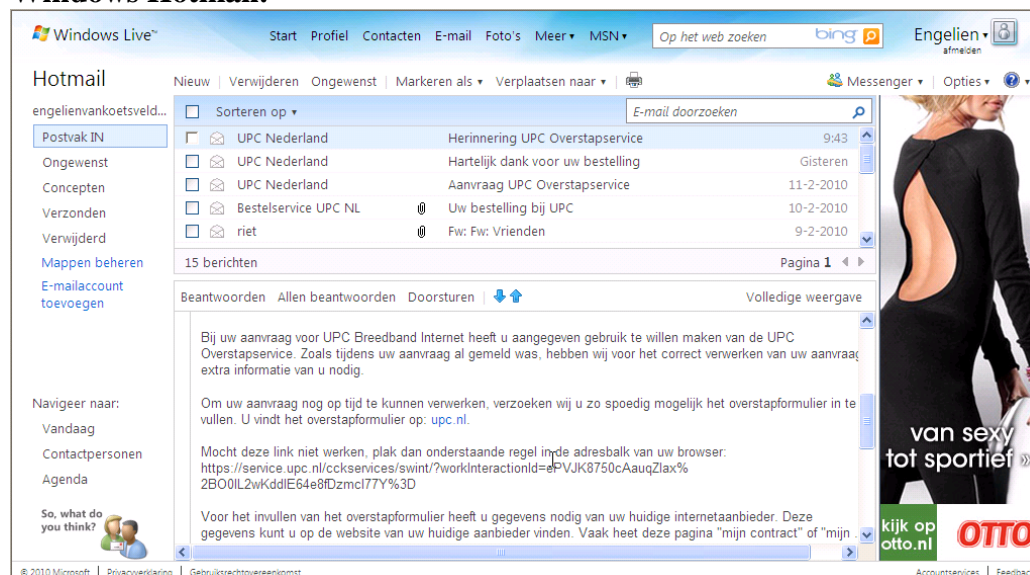 Windows Hotmail:
Windows Live™
Start Profiel Contacten E-mail Foto's Meer MSN
Op het web zoeken bing
Engelien
afmelden
Hotmail
Nieuw | Verwijderen Ongewenst | Markeren als Verplaatsen naar
Messenger | Opties
engelienvankoetsveld...
Sorteren op
E-mail doorzoeken
Postvak IN
Ongewenst
Concepten
Verzonden
Verwijderd
Mappen beheren
E-mailaccount
toevoegen
UPC Nederland Herinnering UPC Overstapservice 9:43
UPC Nederland Hartelijk dank voor uw bestelling Gisteren
UPC Nederland Aanvraag UPC Overstapservice 11-2-2010
Bestelservice UPC NL Uw bestelling bij UPC 10-2-2010
riet Fw: Fw: Vrienden 9-2-2010
15 berichten Pagina 1
Beantwoorden Allen beantwoorden Doorsturen Volledige weergave
Bij uw aanvraag voor UPC Breedband Internet heeft u aangegeven gebruik te willen maken van de UPC
Overstapservice. Zoals tijdens uw aanvraag al gemeld was, hebben wij voor het correct verwerken van uw aanvraag
extra informatie van u nodig.
Om uw aanvraag nog op tijd te kunnen verwerken, verzoeken wij u zo spoedig mogelijk het overstapformulier in te
vullen. U vindt het overstapformulier op: upc.nl.
Mocht deze link niet werken, plak dan onderstaande regel in de adresbalk van uw browser:
https://service.upc.nl/cckservices/swint/?workInteractionId=ePVJK8750cAauqZlax%
2BO0IL2wKddlE64e8fDzmcl77Y%3D
Voor het invullen van het overstapformulier heeft u gegevens nodig van uw huidige internetaanbieder. Deze
gegevens kunt u op de website van uw huidige aanbieder vinden. Vaak heet deze pagina "mijn contract" of "mijn
Navigeer naar:
Vandaag
Contactpersonen
Agenda
So, what do
you think?
van sexy
tot sportief »
kijk op
otto.nl
OTTO
© 2010 Microsoft | Privacyverklaring | Gebruiksrechtovereenkomst
Accountservices | Feedbac